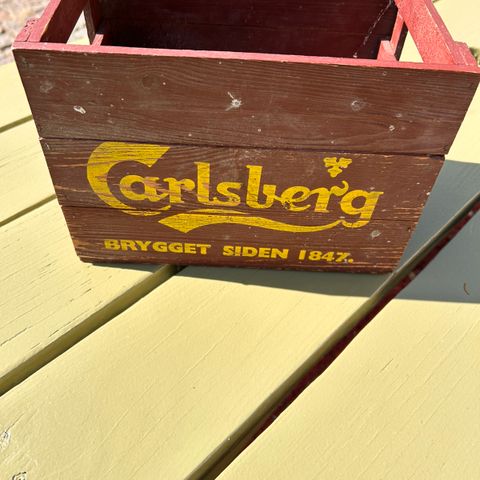 Carlsberg
BRYGGET SIDEN 1847.